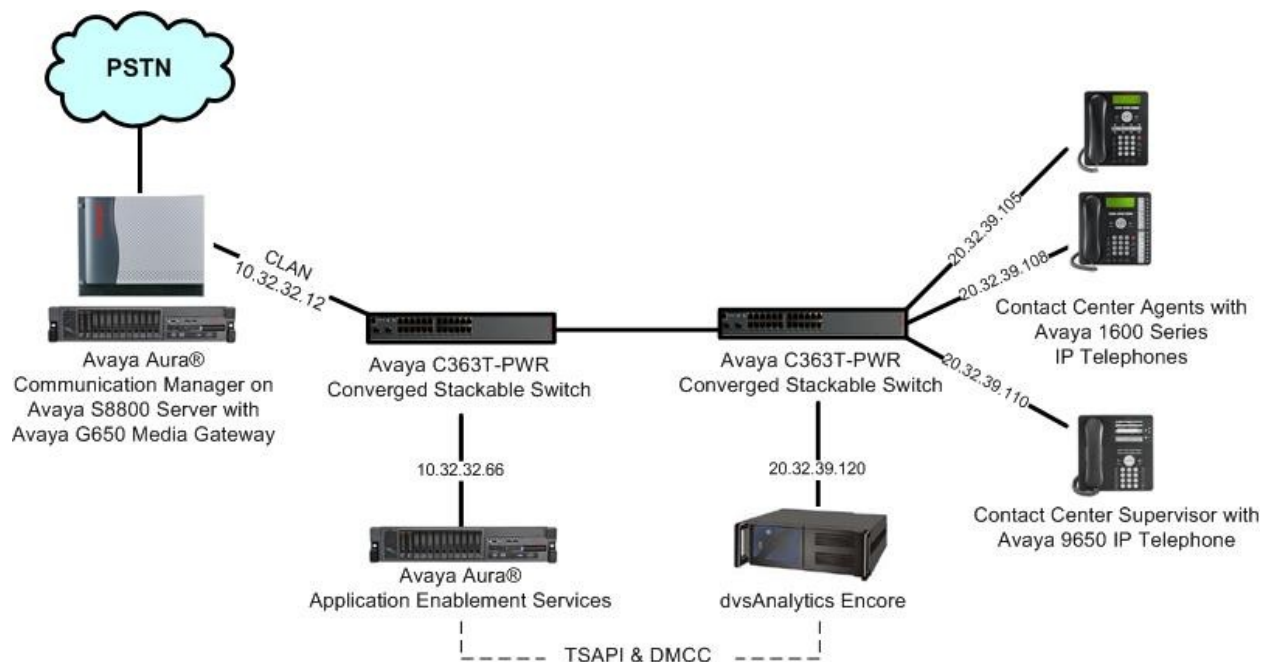 PSTN
CLAN
10.32.32.12
Avaya Aura®
Communication Manager on
Avaya S8800 Server with
Avaya G650 Media Gateway
Avaya C363T-PWR
Converged Stackable Switch
Avaya C363T-PWR
Converged Stackable Switch
20.32.39.105
20.32.39.108
Contact Center Agents with
Avaya 1600 Series
IP Telephones
20.32.39.110
Contact Center Supervisor with
Avaya 9650 IP Telephone
10.32.32.66
20.32.39.120
Avaya Aura®
Application Enablement Services
dvsAnalytics Encore
TSAPI & DMCC